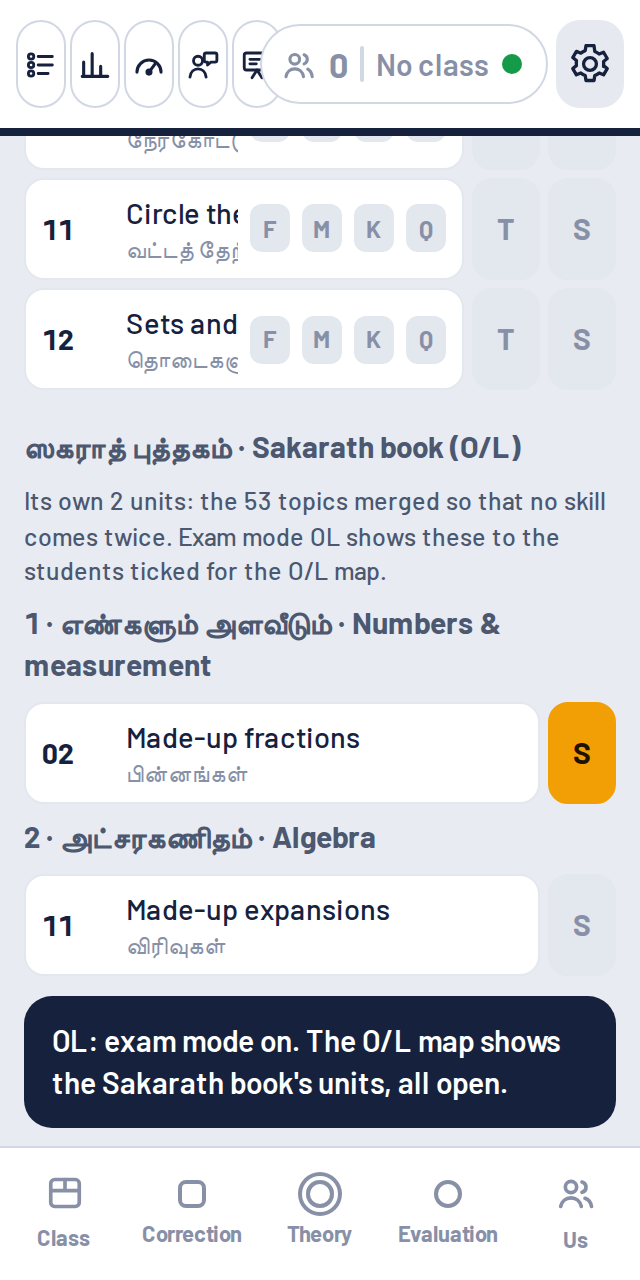 0 | No class
11 Circle the F M K Q T S
12 Sets and F M K Q T S
ஸகராத் புத்தகம் · Sakarath book (O/L)
Its own 2 units: the 53 topics merged so that no skill
comes twice. Exam mode OL shows these to the
students ticked for the O/L map.
1 · எண்களும் அளவீடும் · Numbers &
measurement
02 Made-up fractions S
பின்னங்கள்
2 · அட்சரகணிதம் · Algebra
11 Made-up expansions S
விரிவுகள்
OL: exam mode on. The O/L map shows
the Sakarath book's units, all open.
Class Correction Theory Evaluation Us